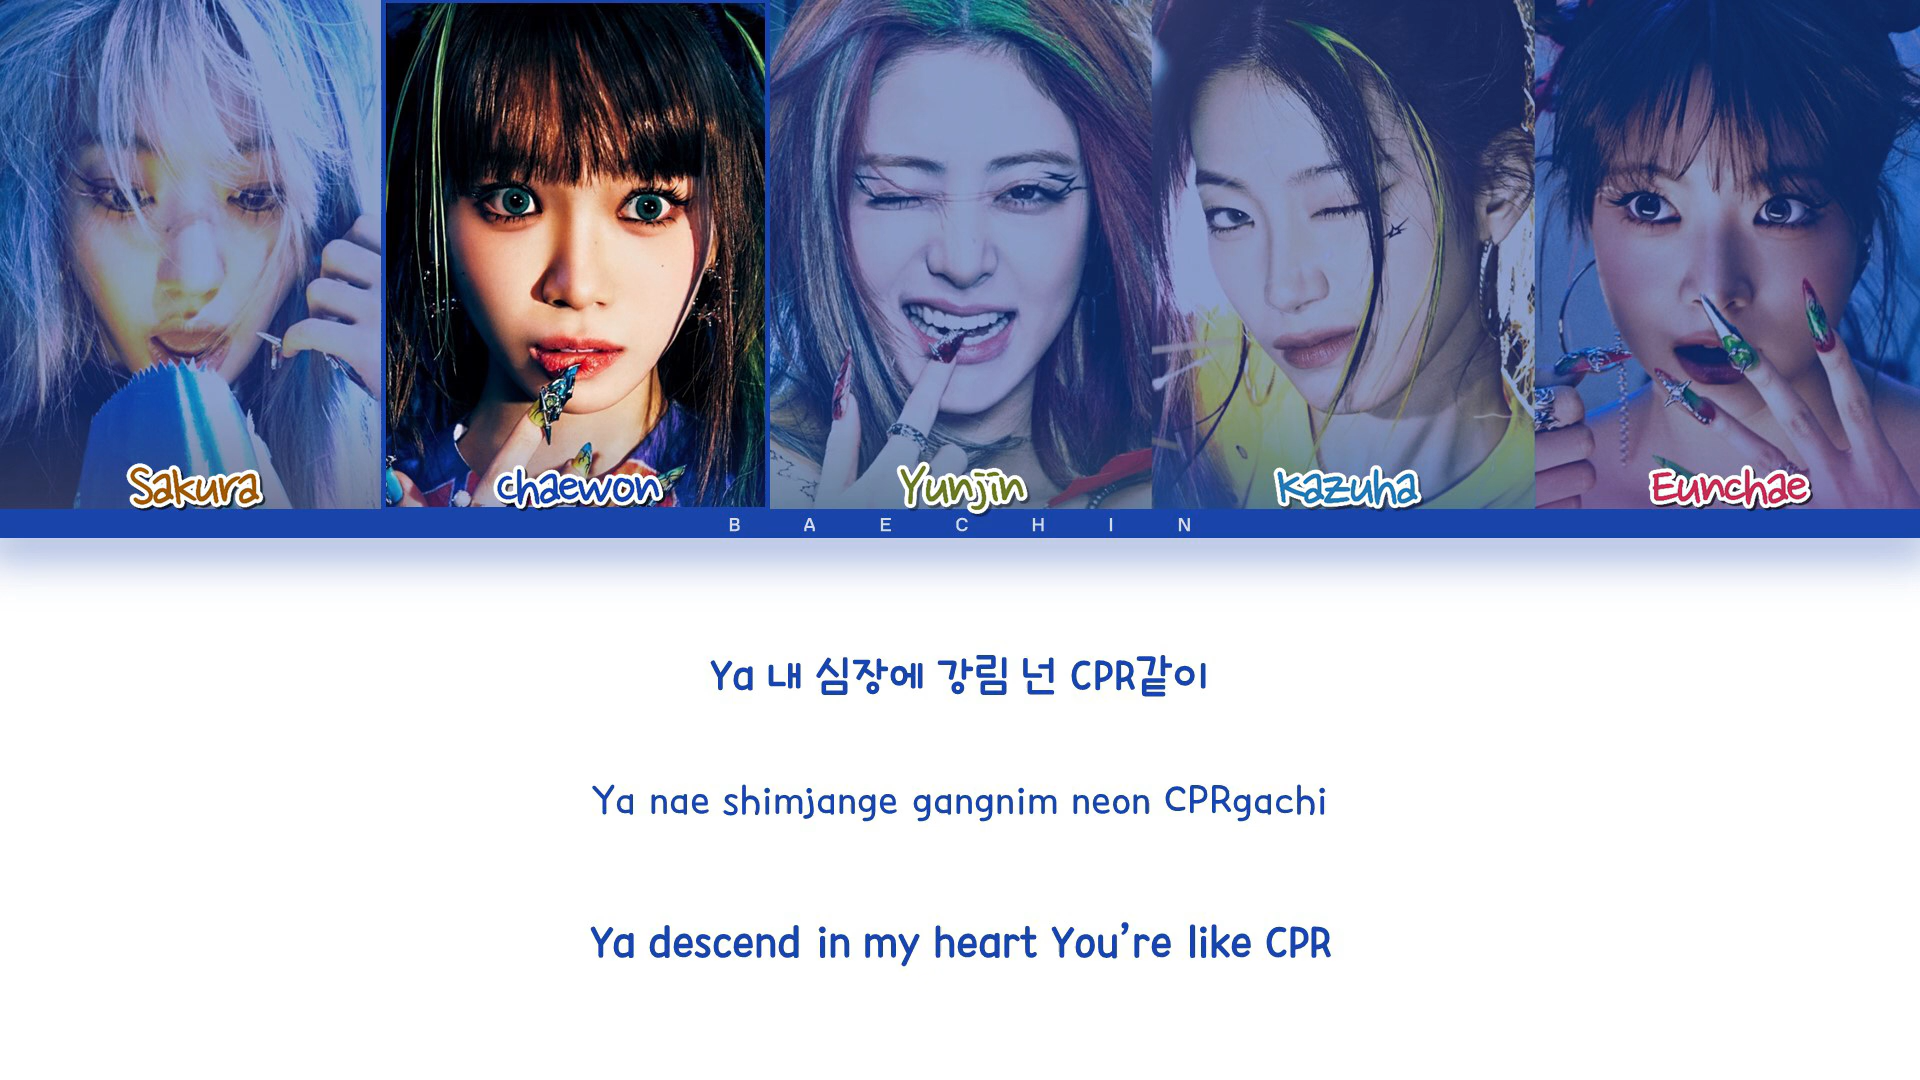 Sakura
chaewon
Yunjin
kazuha
Eunchae
BAECHIN
Ya 내 심장에 강림 넌 CPR같이
Ya nae shimjange gangnim neon CPRgachi
Ya descend in my heart You're like CPR